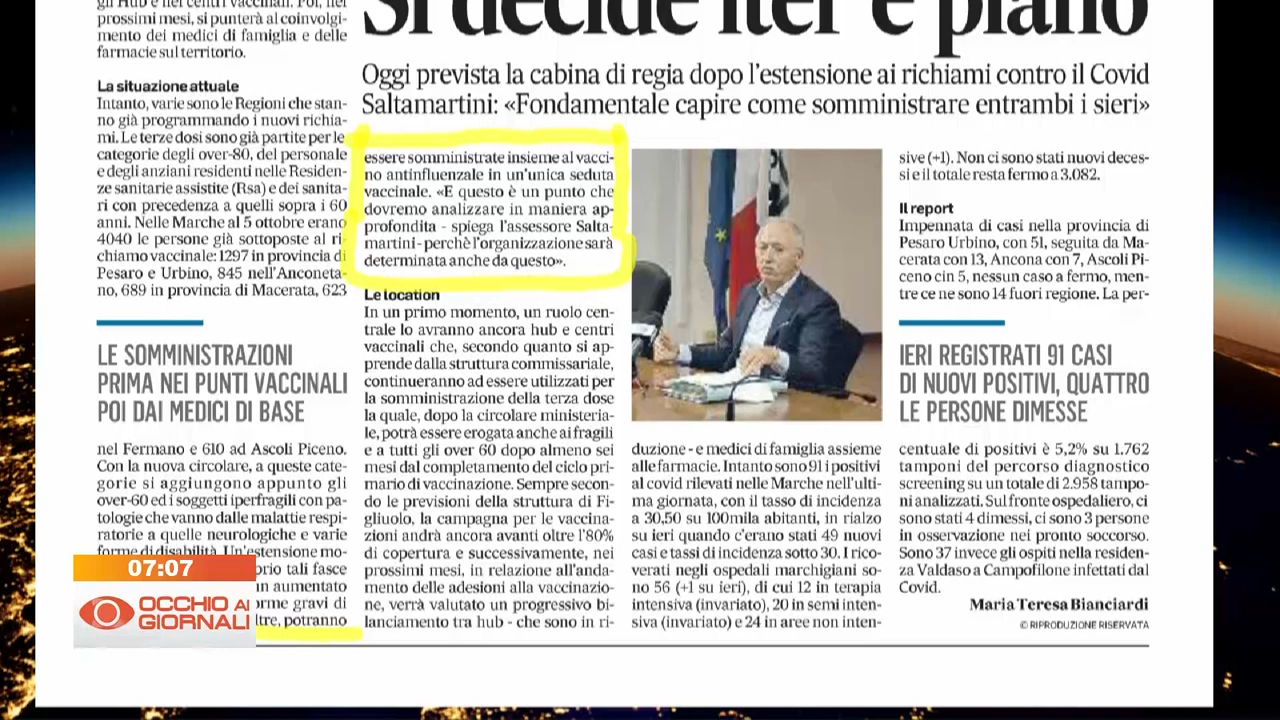 gli Hub e nei centri vaccinali. Poi, nei
prossimi mesi, si punterà al coinvolgi-
mento dei medici di famiglia e delle
farmacie sul territorio.
La situazione attuale
Intanto, varie sono le Regioni che stan-
no già programmando i nuovi richia-
mi. Le terze dosi sono già partite per le
categorie degli over-80, del personale
e degli anziani residenti nelle Residen-
ze sanitarie assistite (Rsa) e dei sanita-
ri con precedenza a quelli sopra i 60
anni. Nelle Marche al 5 ottobre erano
4040 le persone già sottoposte al ri-
chiamo vaccinale: 1297 in provincia di
Pesaro e Urbino, 845 nell'Anconeta-
no, 689 in provincia di Macerata, 623
LE SOMMINISTRAZIONI
PRIMA NEI PUNTI VACCINALI
POI DAI MEDICI DI BASE
nel Fermano e 610 ad Ascoli Piceno.
Con la nuova circolare, a queste cate-
gorie si aggiungono appunto gli
over-60 ed i soggetti iperfragili con pa-
tologie che vanno dalle malattie respi-
ratorie a quelle neurologiche e varie
forme di disabilità. Un'estensione mo-
orio tali fasce
n aumentato
orme gravi di
ltre, potranno
Si decide iter e piano
Oggi prevista la cabina di regia dopo l'estensione ai richiami contro il Covid
Saltamartini: «Fondamentale capire come somministrare entrambi i sieri»
essere somministrate insieme al vacci-
no antinfluenzale in un'unica seduta
vaccinale. «E questo è un punto che
dovremo analizzare in maniera ap-
profondita - spiega l'assessore Salta-
martini - perchè l'organizzazione sarà
determinata anche da questo».
Le location
In un primo momento, un ruolo cen-
trale lo avranno ancora hub e centri
vaccinali che, secondo quanto si ap-
prende dalla struttura commissariale,
continueranno ad essere utilizzati per
la somministrazione della terza dose
la quale, dopo la circolare ministeria-
le, potrà essere erogata anche ai fragili
e a tutti gli over 60 dopo almeno sei
mesi dal completamento del ciclo pri-
mario di vaccinazione. Sempre secon-
do le previsioni della struttura di Fi-
gliuolo, la campagna per le vaccina-
zioni andrà ancora avanti oltre l'80%
di copertura e successivamente, nei
prossimi mesi, in relazione all'anda-
mento delle adesioni alla vaccinazio-
ne, verrà valutato un progressivo bi-
lanciamento tra hub - che sono in ri-
duzione - e medici di famiglia assieme
alle farmacie. Intanto sono 91 i positivi
al covid rilevati nelle Marche nell'ulti-
ma giornata, con il tasso di incidenza
a 30,50 su 100mila abitanti, in rialzo
su ieri quando c'erano stati 49 nuovi
casi e tassi di incidenza sotto 30. I rico-
verati negli ospedali marchigiani so-
no 56 (+1 su ieri), di cui 12 in terapia
intensiva (invariato), 20 in semi inten-
siva (invariato) e 24 in aree non inten-
sive (+1). Non ci sono stati nuovi deces-
si e il totale resta fermo a 3.082.
Il report
Impennata di casi nella provincia di
Pesaro Urbino, con 51, seguita da Ma-
cerata con 13, Ancona con 7, Ascoli Pi-
ceno cin 5, nessun caso a fermo, men-
tre ce ne sono 14 fuori regione. La per-
IERI REGISTRATI 91 CASI
DI NUOVI POSITIVI, QUATTRO
LE PERSONE DIMESSE
centuale di positivi è 5,2% su 1.762
tamponi del percorso diagnostico
screening su un totale di 2.958 tampo-
ni analizzati. Sul fronte ospedaliero, ci
sono stati 4 dimessi, ci sono 3 persone
in osservazione nei pronto soccorso.
Sono 37 invece gli ospiti nella residen-
za Valdaso a Campofilone infettati dal
Covid.
Maria Teresa Bianciardi
© RIPRODUZIONE RISERVATA
07:07
OCCHIO AI
GIORNALI